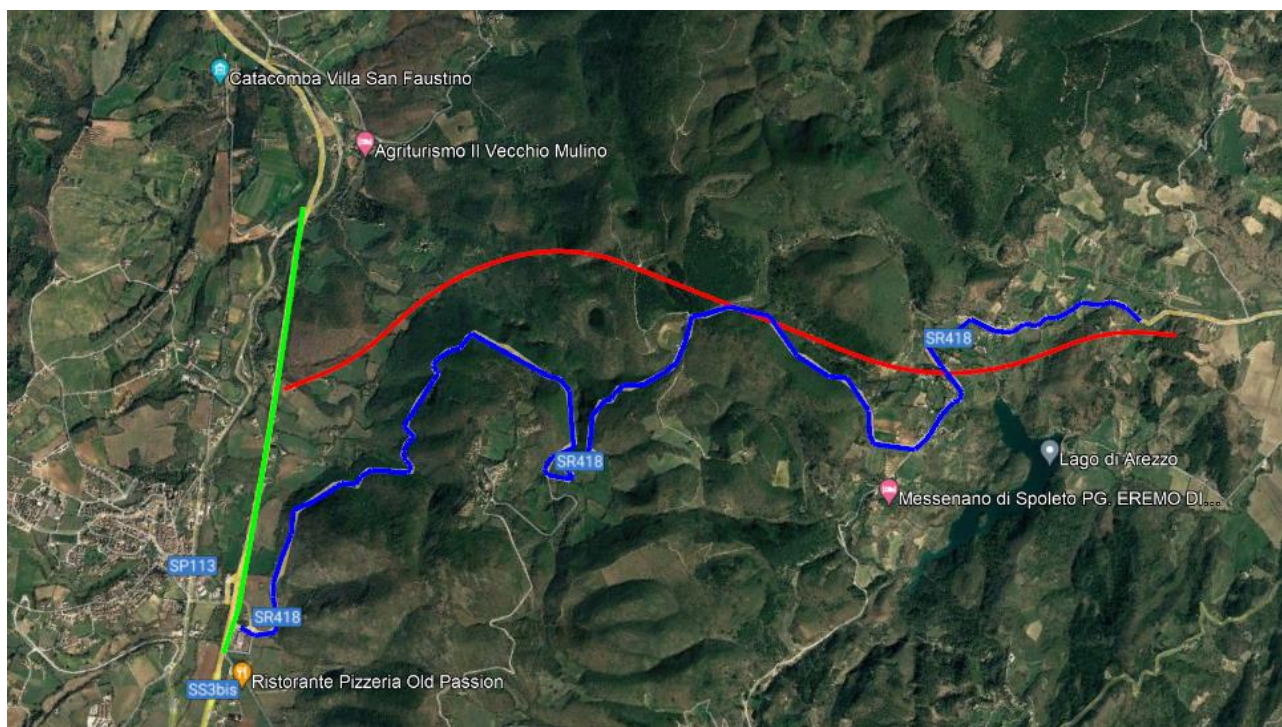 Catacomba Villa San Faustino
Agriturismo Il Vecchio Mulino
SR418
SR418
Lago di Arezzo
Messenano di Spoleto PG. EREMO DI...
SP113
SR418
SS3bis
Ristorante Pizzeria Old Passion